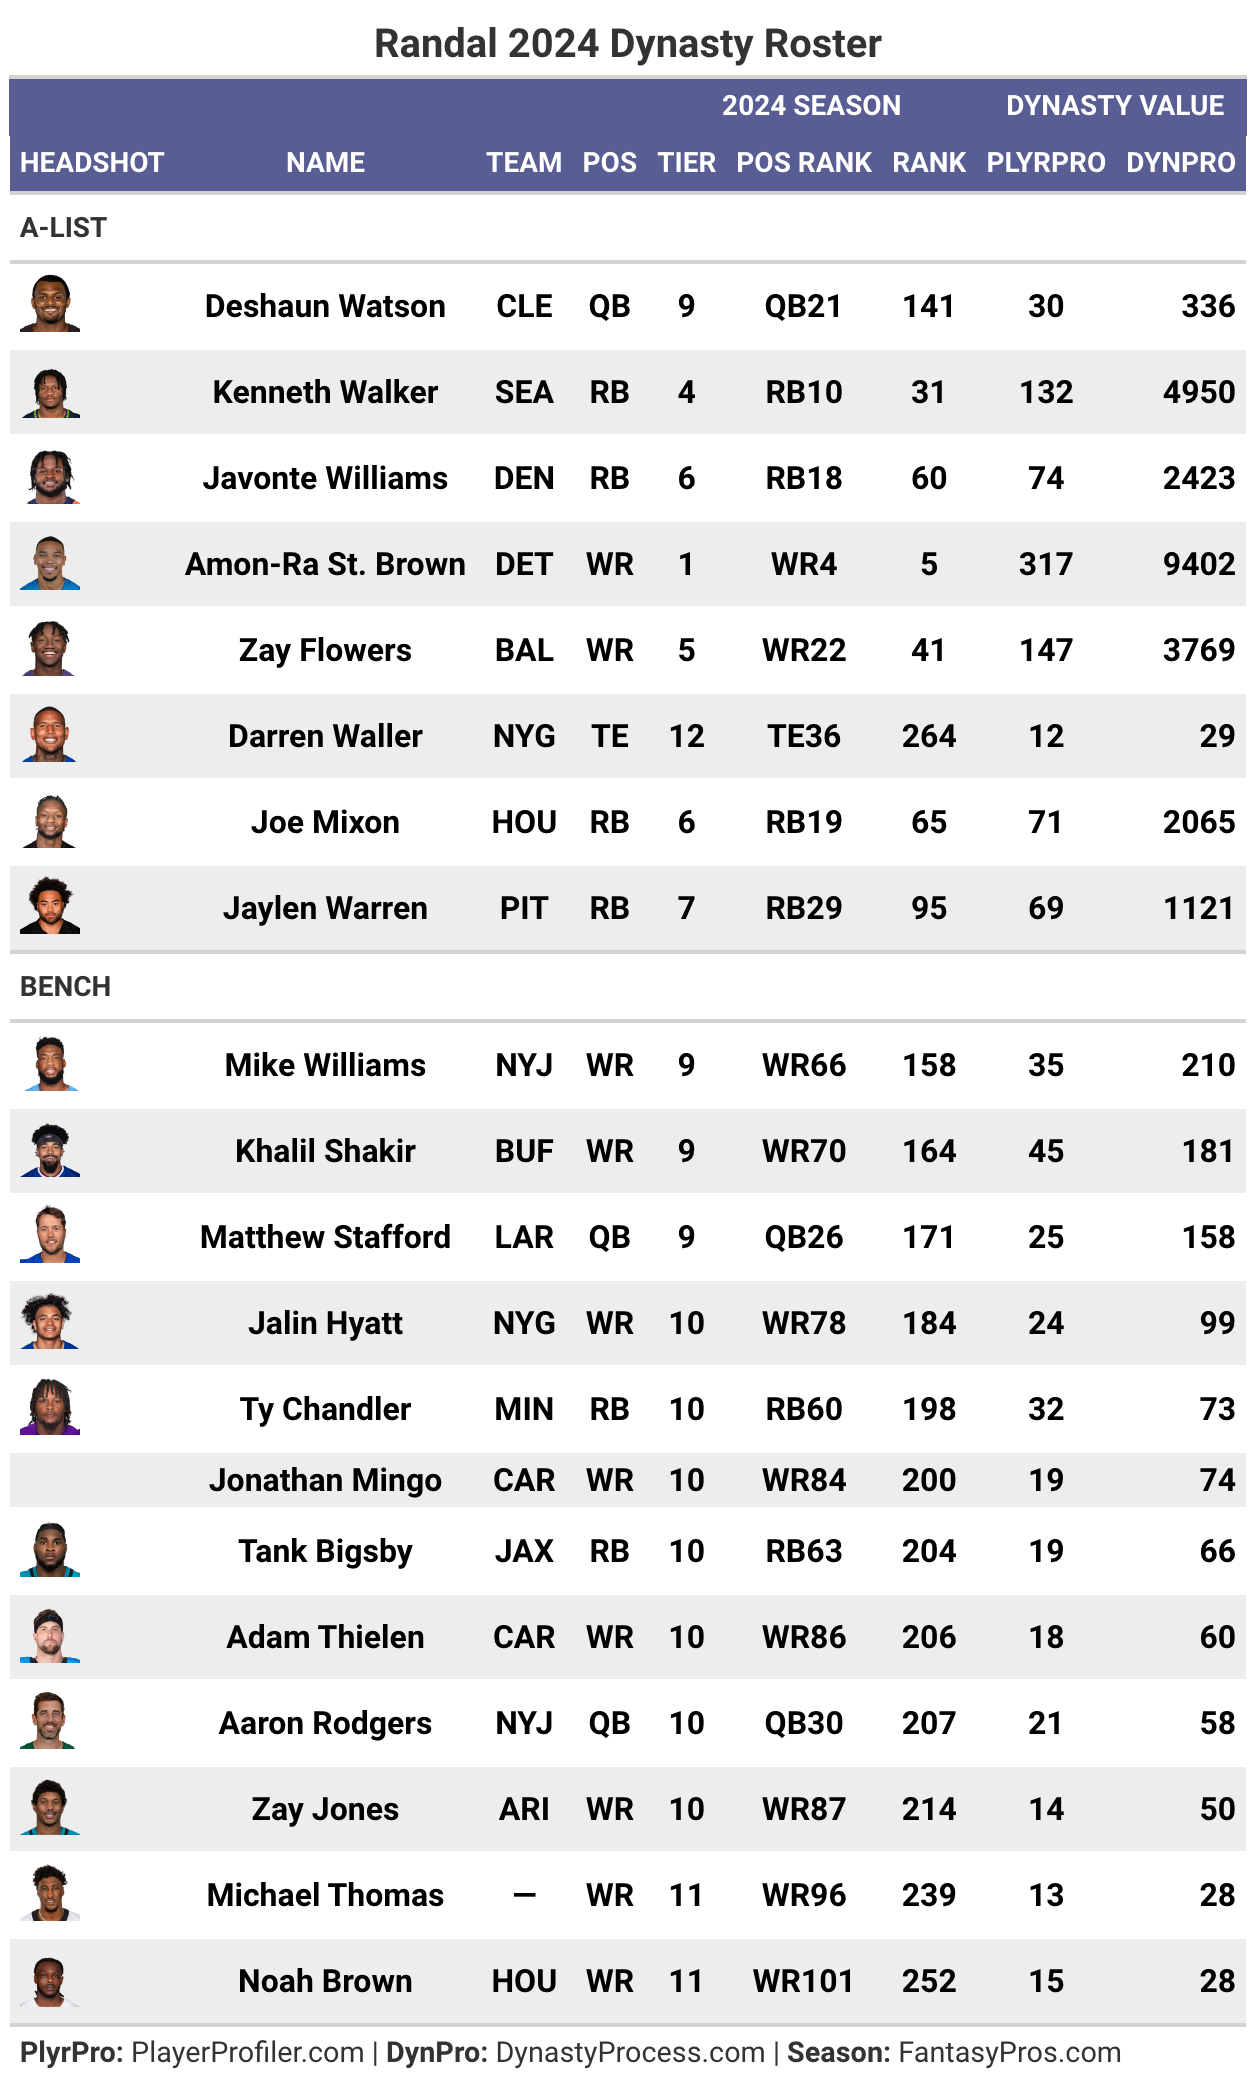 Randal 2024 Dynasty Roster
2024 SEASON DYNASTY VALUE
HEADSHOT NAME TEAM POS TIER POS RANK RANK PLYRPRO DYNPRO
A-LIST
Deshaun Watson CLE QB 9 QB21 141 30 336
Kenneth Walker SEA RB 4 RB10 31 132 4950
Javonte Williams DEN RB 6 RB18 60 74 2423
Amon-Ra St. Brown DET WR 1 WR4 5 317 9402
Zay Flowers BAL WR 5 WR22 41 147 3769
Darren Waller NYG TE 12 TE36 264 12 29
Joe Mixon HOU RB 6 RB19 65 71 2065
Jaylen Warren PIT RB 7 RB29 95 69 1121
BENCH
Mike Williams NYJ WR 9 WR66 158 35 210
Khalil Shakir BUF WR 9 WR70 164 45 181
Matthew Stafford LAR QB 9 QB26 171 25 158
Jalin Hyatt NYG WR 10 WR78 184 24 99
Ty Chandler MIN RB 10 RB60 198 32 73
Jonathan Mingo CAR WR 10 WR84 200 19 74
Tank Bigsby JAX RB 10 RB63 204 19 66
Adam Thielen CAR WR 10 WR86 206 18 60
Aaron Rodgers NYJ QB 10 QB30 207 21 58
Zay Jones ARI WR 10 WR87 214 14 50
Michael Thomas — WR 11 WR96 239 13 28
Noah Brown HOU WR 11 WR101 252 15 28
PlyrPro: PlayerProfiler.com | DynPro: DynastyProcess.com | Season: FantasyPros.com